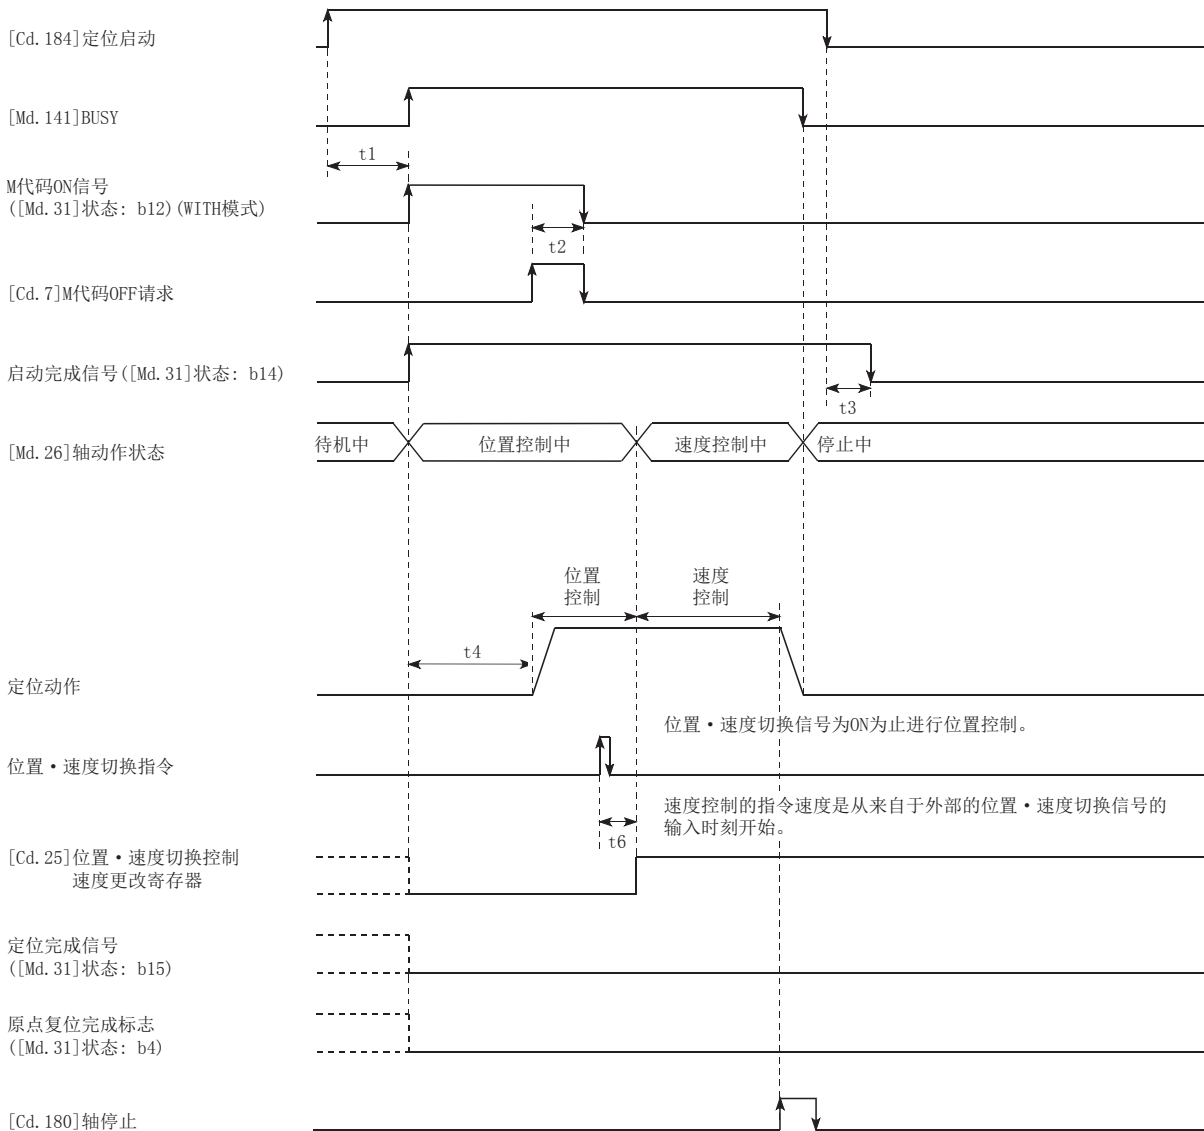 [Cd.184]定位启动
[Md.141]BUSY
t1
M代码ON信号
([Md.31]状态: b12)(WITH模式)
t2
[Cd.7]M代码OFF请求
启动完成信号([Md.31]状态: b14)
t3
[Md.26]轴动作状态
待机中
位置控制中
速度控制中
停止中
位置
控制
速度
控制
t4
定位动作
位置・速度切换信号为ON为止进行位置控制。
位置・速度切换指令
速度控制的指令速度是从来自于外部的位置・速度切换信号的
输入时刻开始。
t6
[Cd.25]位置・速度切换控制
速度更改寄存器
定位完成信号
([Md.31]状态: b15)
原点复位完成标志
([Md.31]状态: b4)
[Cd.180]轴停止